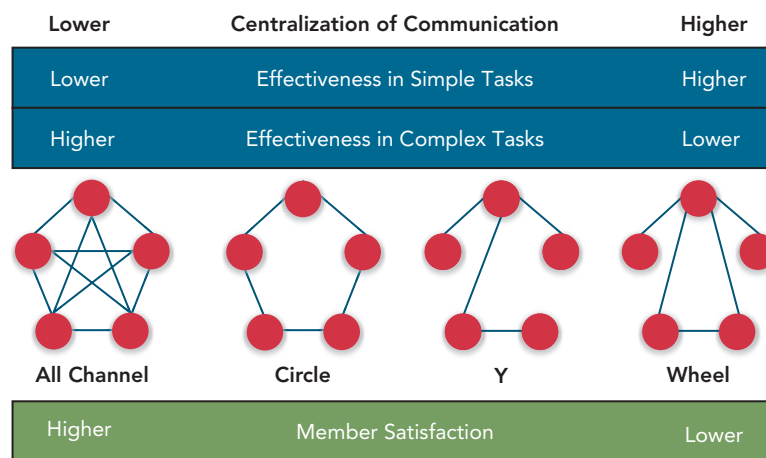 Lower Centralization of Communication Higher
Lower Effectiveness in Simple Tasks Higher
Higher Effectiveness in Complex Tasks Lower
All Channel Circle Y Wheel
Higher Member Satisfaction Lower